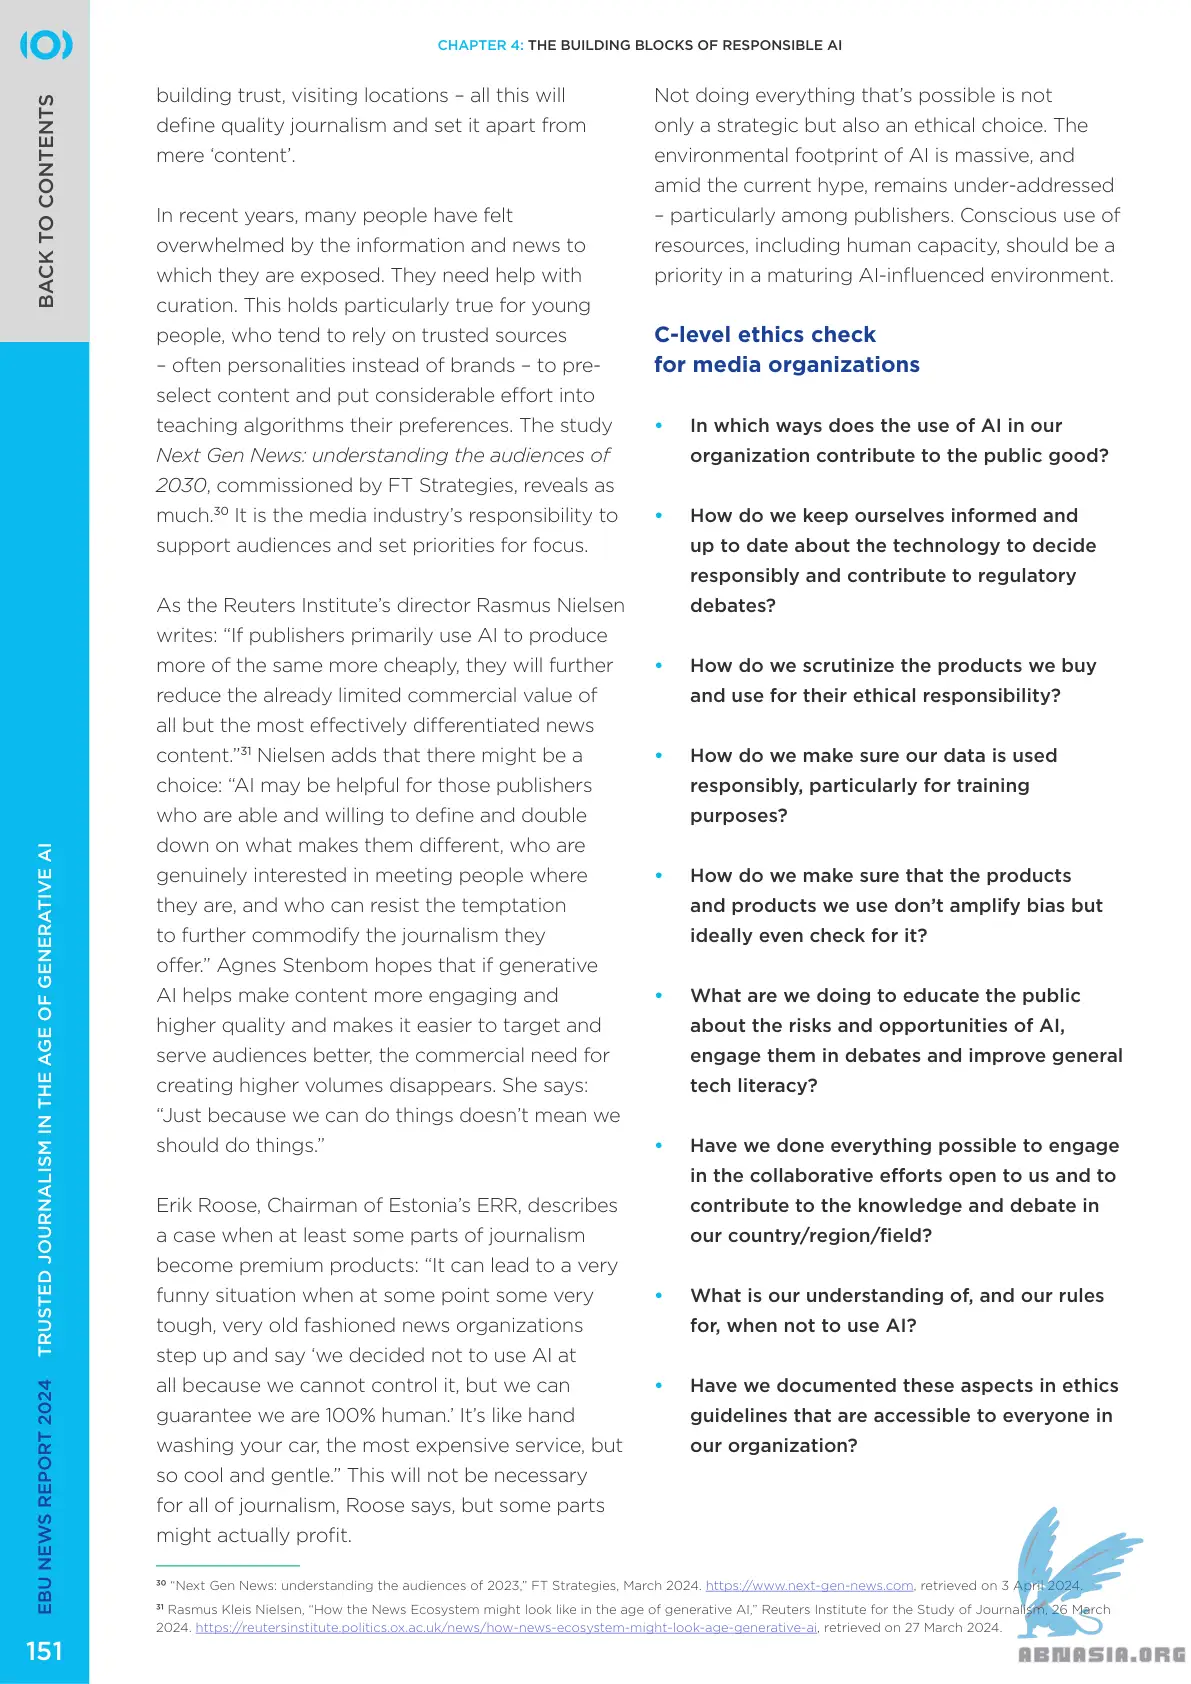 BACK TO CONTENTS
CHAPTER 4: THE BUILDING BLOCKS OF RESPONSIBLE AI
building trust, visiting locations – all this will
define quality journalism and set it apart from
mere ‘content’.
In recent years, many people have felt
overwhelmed by the information and news to
which they are exposed. They need help with
curation. This holds particularly true for young
people, who tend to rely on trusted sources
– often personalities instead of brands – to pre-
select content and put considerable effort into
teaching algorithms their preferences. The study
Next Gen News: understanding the audiences of
2030, commissioned by FT Strategies, reveals as
much.³⁰ It is the media industry’s responsibility to
support audiences and set priorities for focus.
As the Reuters Institute’s director Rasmus Nielsen
writes: “If publishers primarily use AI to produce
more of the same more cheaply, they will further
reduce the already limited commercial value of
all but the most effectively differentiated news
content.”³¹ Nielsen adds that there might be a
choice: “AI may be helpful for those publishers
who are able and willing to define and double
down on what makes them different, who are
genuinely interested in meeting people where
they are, and who can resist the temptation
to further commodify the journalism they
offer.” Agnes Stenbom hopes that if generative
AI helps make content more engaging and
higher quality and makes it easier to target and
serve audiences better, the commercial need for
creating higher volumes disappears. She says:
“Just because we can do things doesn’t mean we
should do things.”
Erik Roose, Chairman of Estonia’s ERR, describes
a case when at least some parts of journalism
become premium products: “It can lead to a very
funny situation when at some point some very
tough, very old fashioned news organizations
step up and say ‘we decided not to use AI at
all because we cannot control it, but we can
guarantee we are 100% human.’ It’s like hand
washing your car, the most expensive service, but
so cool and gentle.” This will not be necessary
for all of journalism, Roose says, but some parts
might actually profit.
Not doing everything that’s possible is not
only a strategic but also an ethical choice. The
environmental footprint of AI is massive, and
amid the current hype, remains under-addressed
– particularly among publishers. Conscious use of
resources, including human capacity, should be a
priority in a maturing AI-influenced environment.
C-level ethics check
for media organizations
• In which ways does the use of AI in our
organization contribute to the public good?
• How do we keep ourselves informed and
up to date about the technology to decide
responsibly and contribute to regulatory
debates?
• How do we scrutinize the products we buy
and use for their ethical responsibility?
• How do we make sure our data is used
responsibly, particularly for training
purposes?
• How do we make sure that the products
and products we use don’t amplify bias but
ideally even check for it?
• What are we doing to educate the public
about the risks and opportunities of AI,
engage them in debates and improve general
tech literacy?
• Have we done everything possible to engage
in the collaborative efforts open to us and to
contribute to the knowledge and debate in
our country/region/field?
• What is our understanding of, and our rules
for, when not to use AI?
• Have we documented these aspects in ethics
guidelines that are accessible to everyone in
our organization?
³⁰ “Next Gen News: understanding the audiences of 2023,” FT Strategies, March 2024. https://www.next-gen-news.com, retrieved on 3 April 2024.
³¹ Rasmus Kleis Nielsen, “How the News Ecosystem might look like in the age of generative AI,” Reuters Institute for the Study of Journalism, 26 March
2024. https://reutersinstitute.politics.ox.ac.uk/news/how-news-ecosystem-might-look-age-generative-ai, retrieved on 27 March 2024.
EBU NEWS REPORT 2024 TRUSTED JOURNALISM IN THE AGE OF GENERATIVE AI
151
ABNASIA.ORG